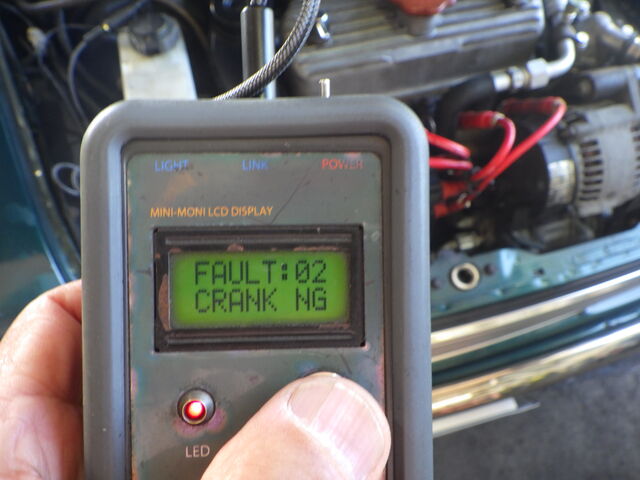 LIGHT LINK POWER
MINI-MONI LCD DISPLAY
FAULT:02
CRANK NG
LED